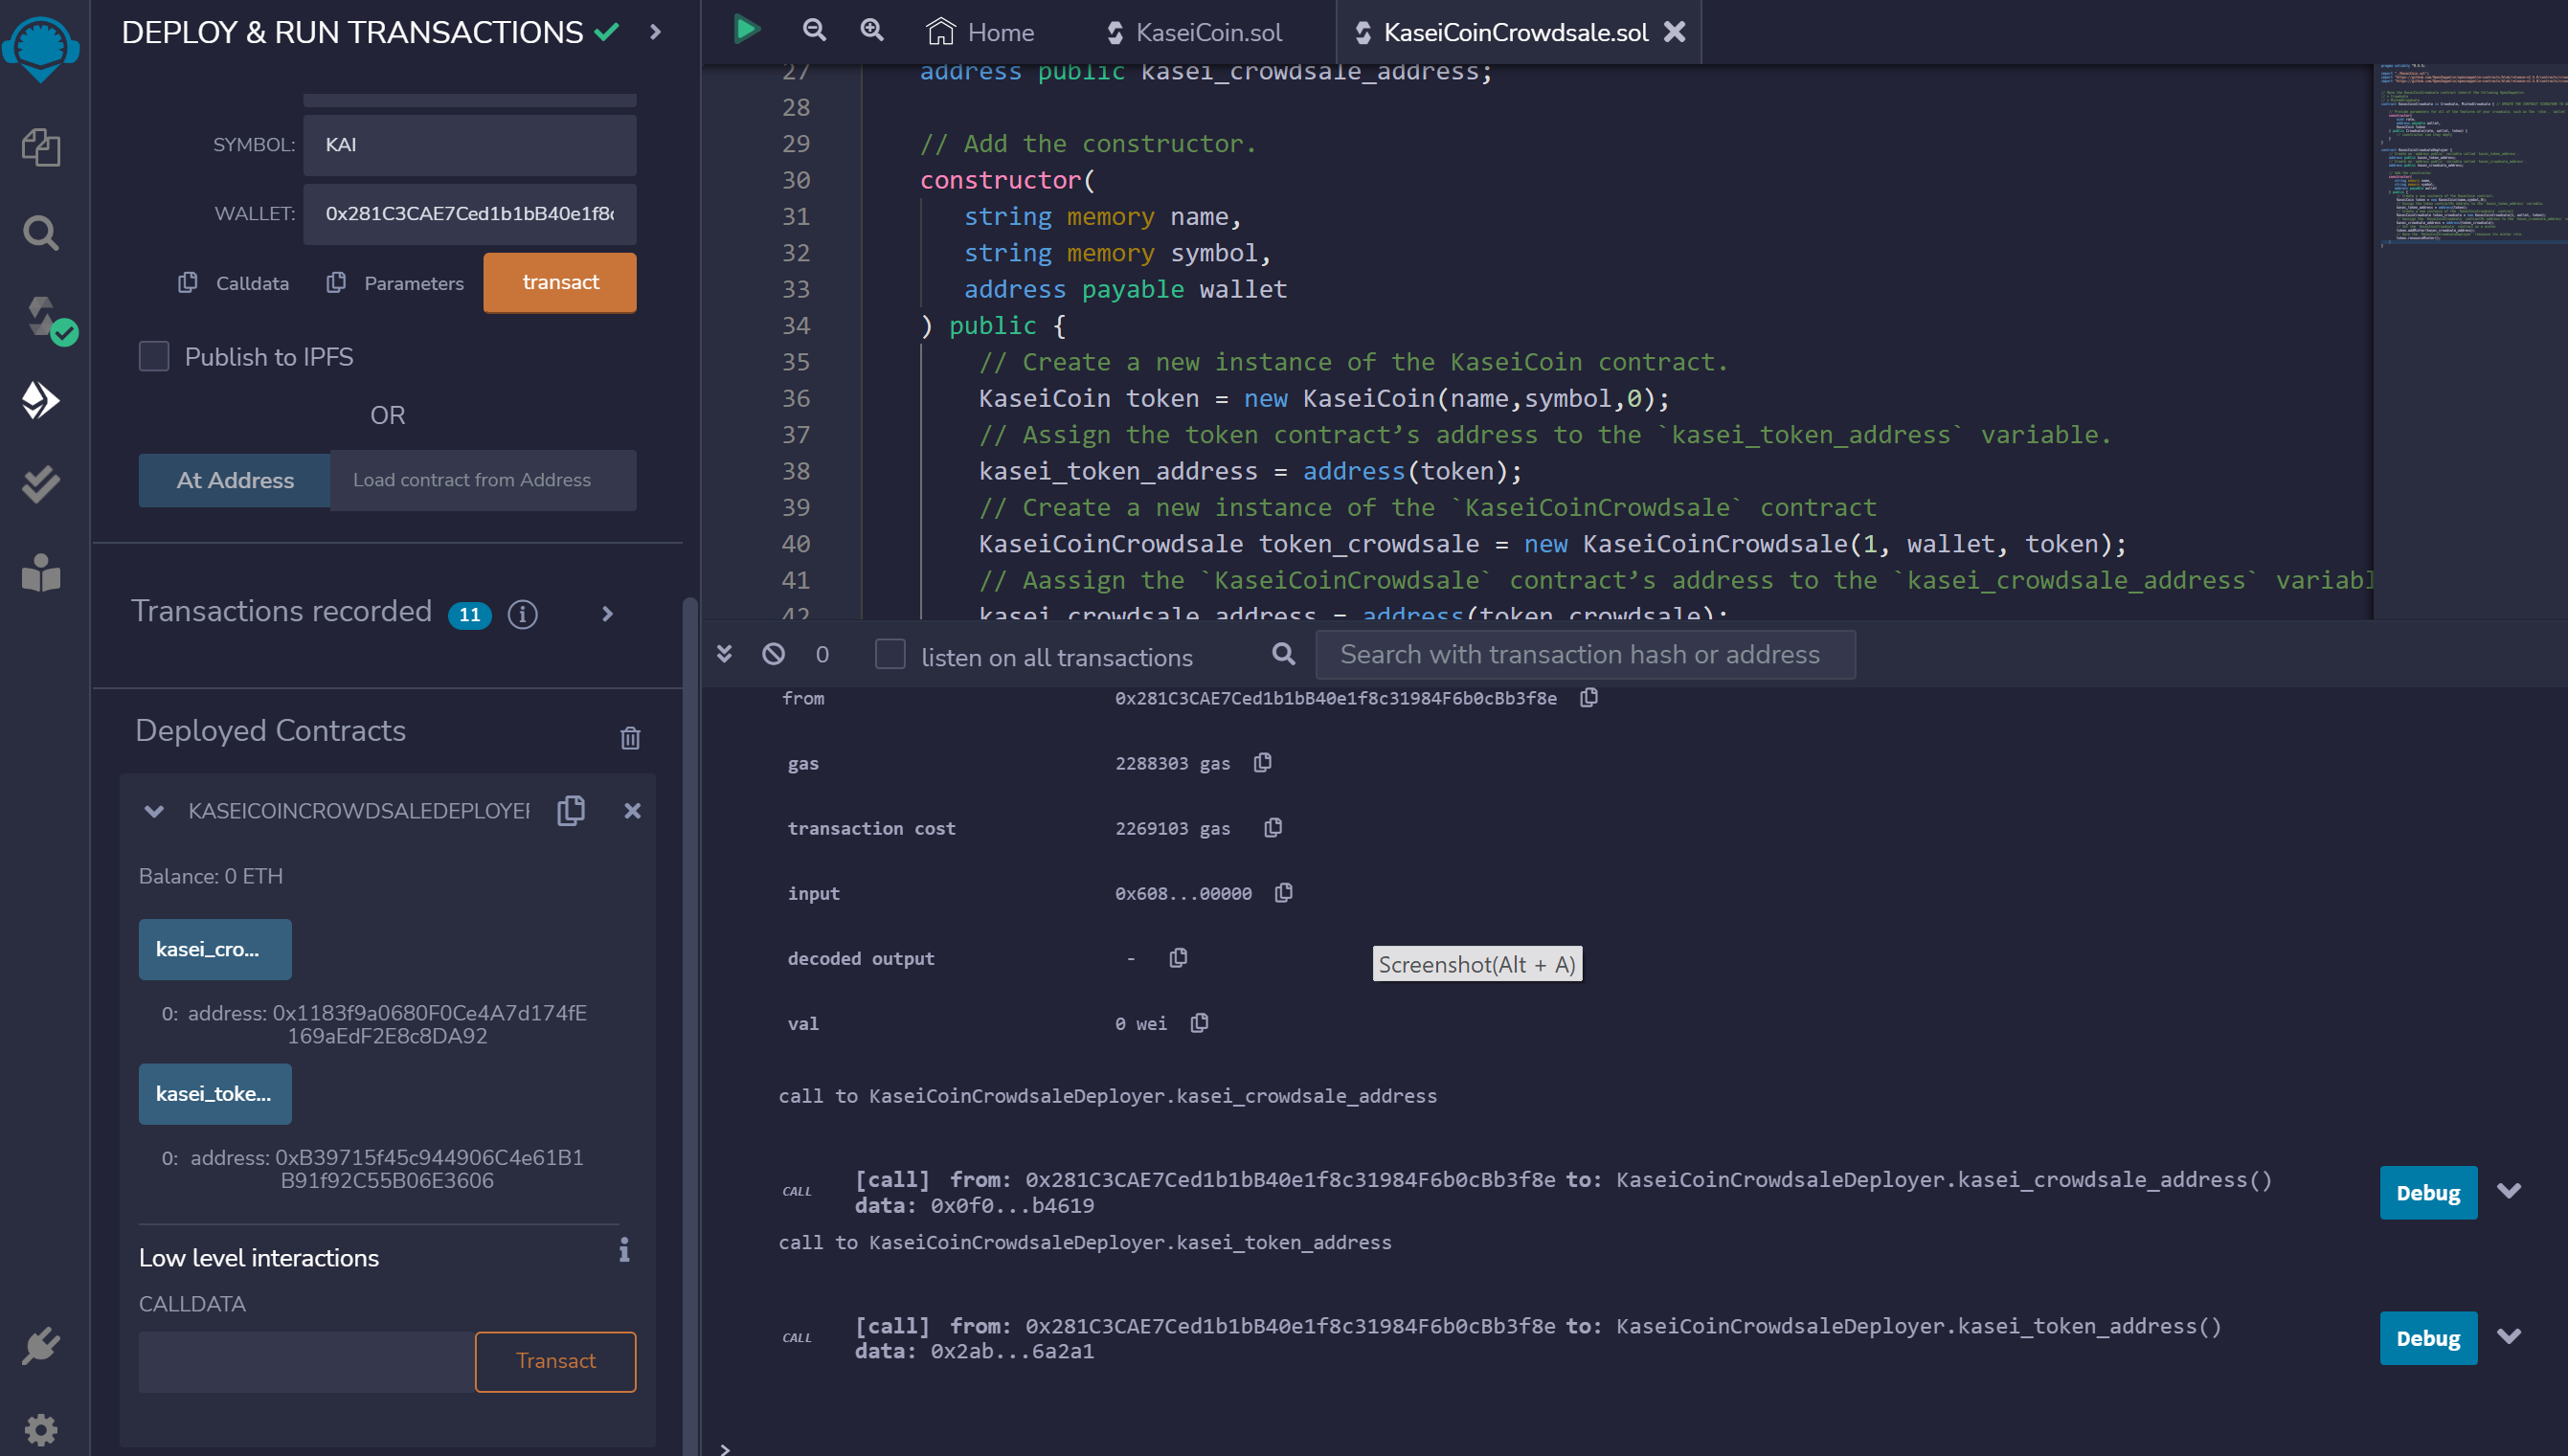 DEPLOY & RUN TRANSACTIONS
SYMBOL: KAI
WALLET: 0x281C3CAE7Ced1b1bB40e1f8
Calldata Parameters transact
Publish to IPFS
OR
At Address Load contract from Address
Transactions recorded 11
Deployed Contracts
KASEICOINCROWDSALEDEPLOYER
Balance: 0 ETH
kasei_cro...
0: address: 0x1183f9a0680F0Ce4A7d174fE
169aEdF2E8c8DA92
kasei_toke...
0: address: 0xB39715f45c944906C4e61B1
B91f92C55B06E3606
Low level interactions
CALLDATA
Transact
Home KaseiCoin.sol KaseiCoinCrowdsale.sol
27 address public kasei_crowdsale_address;
28
29 // Add the constructor.
30 constructor(
31 string memory name,
32 string memory symbol,
33 address payable wallet
34 ) public {
35 // Create a new instance of the KaseiCoin contract.
36 KaseiCoin token = new KaseiCoin(name,symbol,0);
37 // Assign the token contract’s address to the `kasei_token_address` variable.
38 kasei_token_address = address(token);
39 // Create a new instance of the `KaseiCoinCrowdsale` contract
40 KaseiCoinCrowdsale token_crowdsale = new KaseiCoinCrowdsale(1, wallet, token);
41 // Aassign the `KaseiCoinCrowdsale` contract’s address to the `kasei_crowdsale_address` variabl
42 kasei_crowdsale_address = address(token_crowdsale);
0 listen on all transactions Search with transaction hash or address
from 0x281C3CAE7Ced1b1bB40e1f8c31984F6b0cBb3f8e
gas 2288303 gas
transaction cost 2269103 gas
input 0x608...00000
decoded output -
Screenshot(Alt + A)
val 0 wei
call to KaseiCoinCrowdsaleDeployer.kasei_crowdsale_address
CALL [call] from: 0x281C3CAE7Ced1b1bB40e1f8c31984F6b0cBb3f8e to: KaseiCoinCrowdsaleDeployer.kasei_crowdsale_address()
data: 0x0f0...b4619
Debug
call to KaseiCoinCrowdsaleDeployer.kasei_token_address
CALL [call] from: 0x281C3CAE7Ced1b1bB40e1f8c31984F6b0cBb3f8e to: KaseiCoinCrowdsaleDeployer.kasei_token_address()
data: 0x2ab...6a2a1
Debug
>